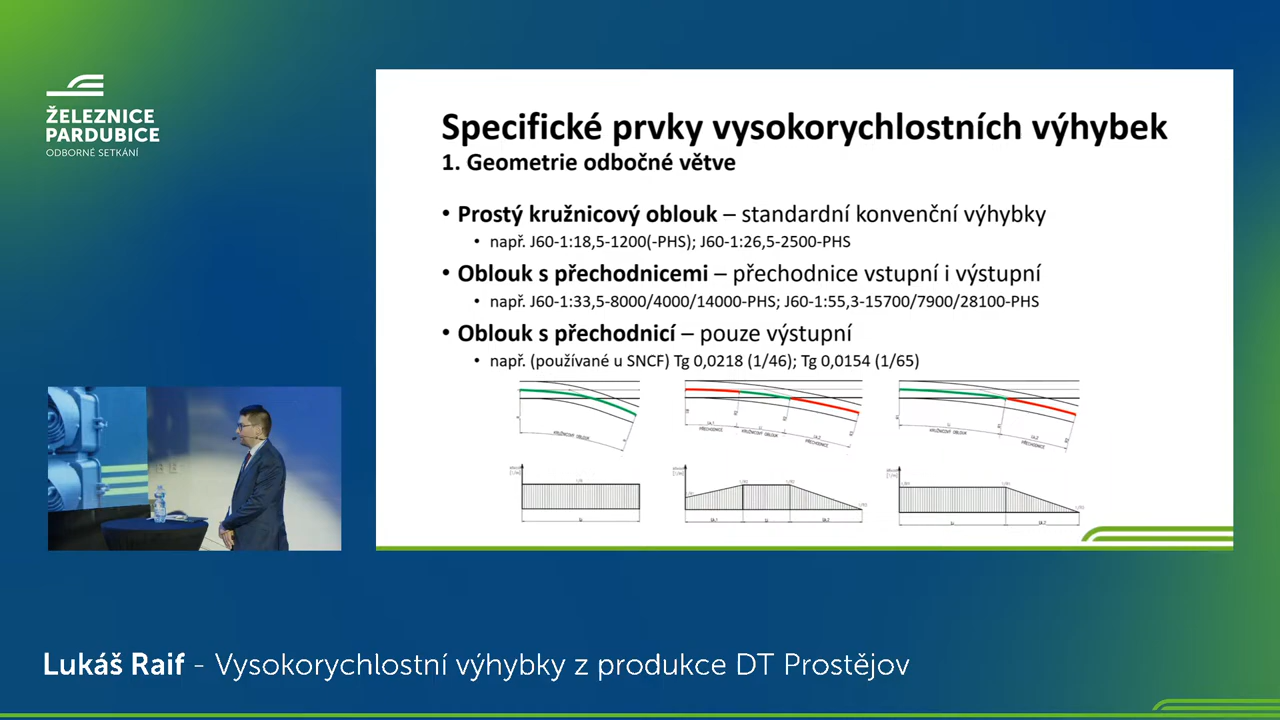 ŽELEZNICE
PARDUBICE
ODBORNÉ SETKÁNÍ
Specifické prvky vysokorychlostních výhybek
1. Geometrie odbočné větve
• Prostý kružnicový oblouk – standardní konvenční výhybky
• např. J60-1:18,5-1200(-PHS); J60-1:26,5-2500-PHS
• Oblouk s přechodnicemi – přechodnice vstupní i výstupní
• např. J60-1:33,5-8000/4000/14000-PHS; J60-1:55,3-15700/7900/28100-PHS
• Oblouk s přechodnicí – pouze výstupní
• např. (používané u SNCF) Tg 0,0218 (1/46); Tg 0,0154 (1/65)
KRUŽNICOVÝ OBLOUK
PŘECHODNICE
KRUŽNICOVÝ OBLOUK
PŘECHODNICE
KRUŽNICOVÝ OBLOUK
PŘECHODNICE
Lukáš Raif - Vysokorychlostní výhybky z produkce DT Prostějov